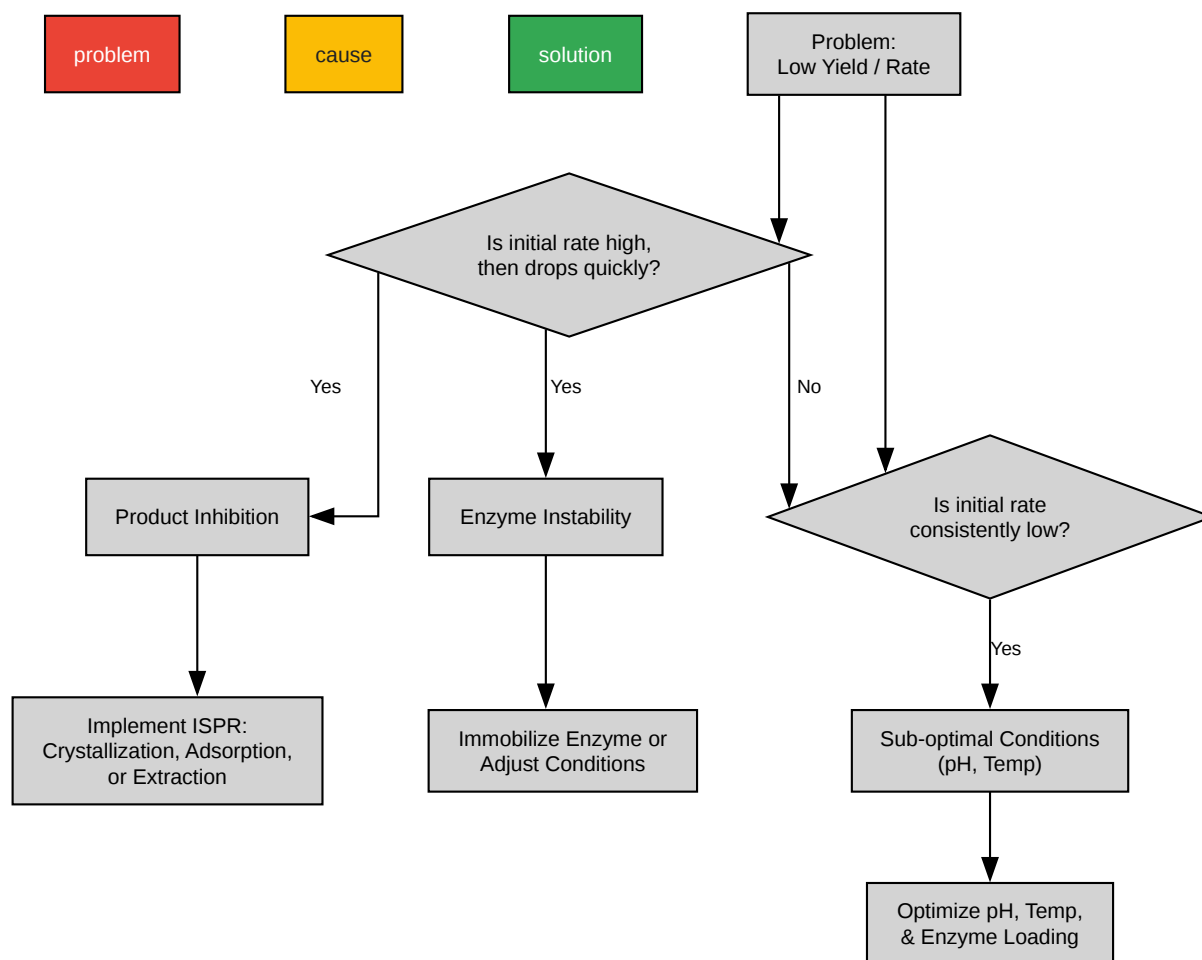 problem
cause
solution
Problem:
Low Yield / Rate
Is initial rate high,
then drops quickly?
Yes
Yes
No
Product Inhibition
Enzyme Instability
Is initial rate
consistently low?
Yes
Implement ISPR:
Crystallization, Adsorption,
or Extraction
Immobilize Enzyme or
Adjust Conditions
Sub-optimal Conditions
(pH, Temp)
Optimize pH, Temp,
& Enzyme Loading